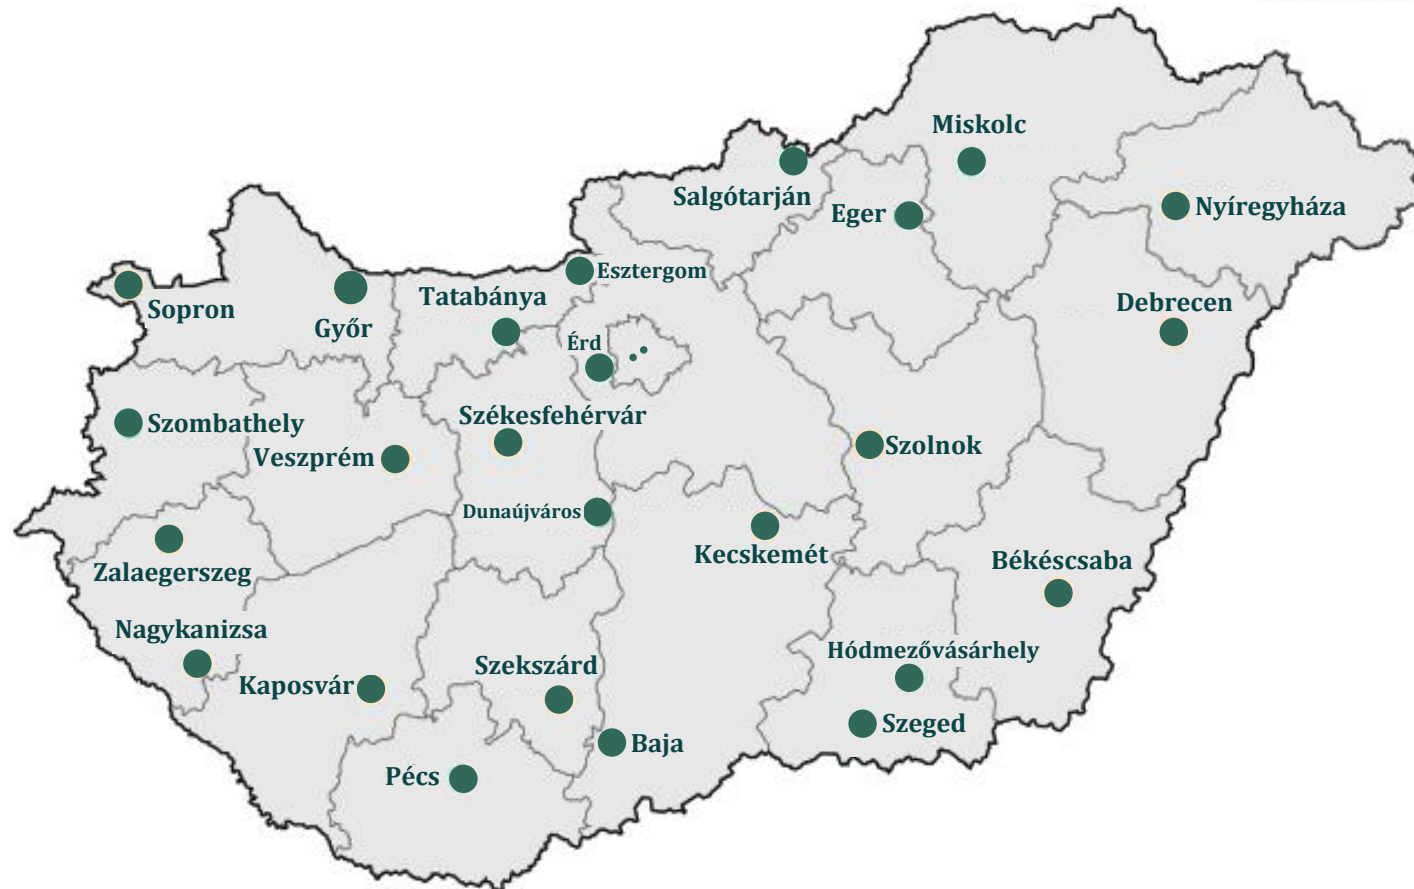 Miskolc
Salgótarján
Eger
Nyíregyháza
Esztergom
Sopron
Tatabánya
Győr
Debrecen
Érd
Szombathely
Székesfehérvár
Veszprém
Szolnok
Dunaújváros
Kecskemét
Zalaegerszeg
Békéscsaba
Nagykanizsa
Hódmezővásárhely
Szekszárd
Kaposvár
Szeged
Baja
Pécs